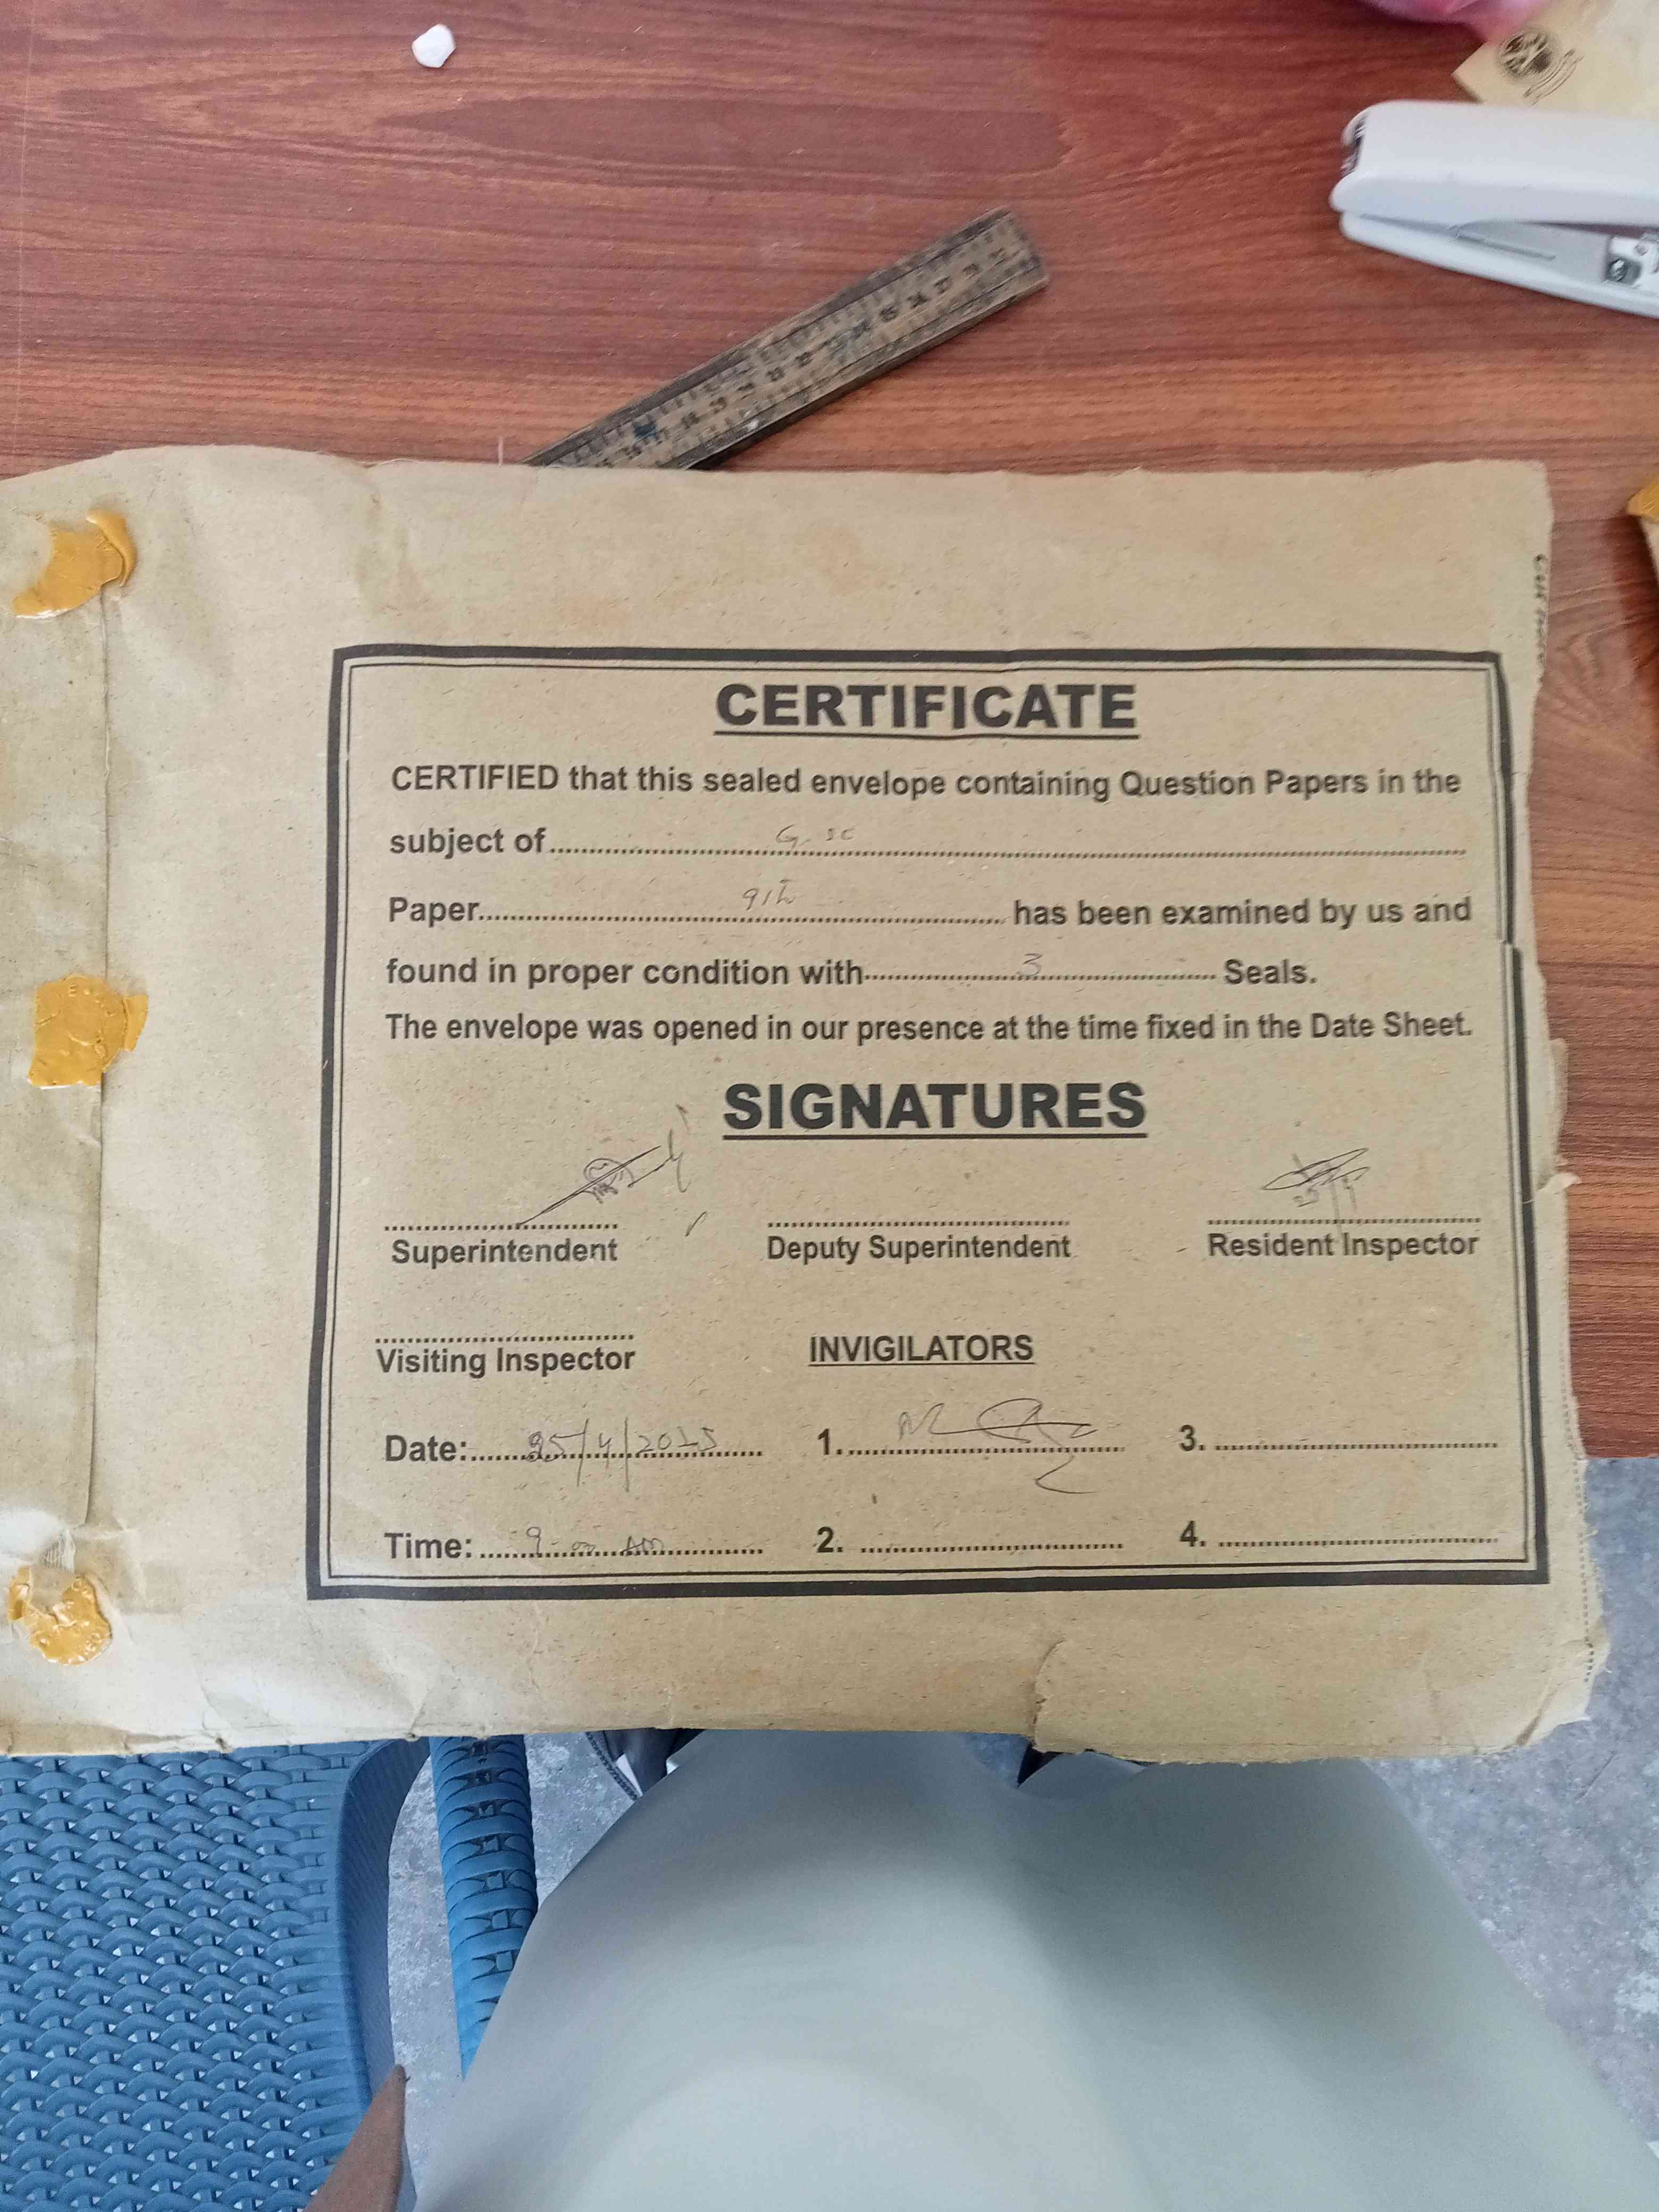 CERTIFICATE
CERTIFIED that this sealed envelope containing Question Papers in the
subject of.......... G. sc ..........
Paper.......... 9th .......... has been examined by us and
found in proper condition with.......... 3 .......... Seals.
The envelope was opened in our presence at the time fixed in the Date Sheet.
SIGNATURES
Superintendent Deputy Superintendent Resident Inspector
Visiting Inspector INVIGILATORS
Date:.......... 25/4/2025 .......... 1. .......... 3. ..........
Time:.......... 9-00 AM .......... 2. .......... 4. ..........